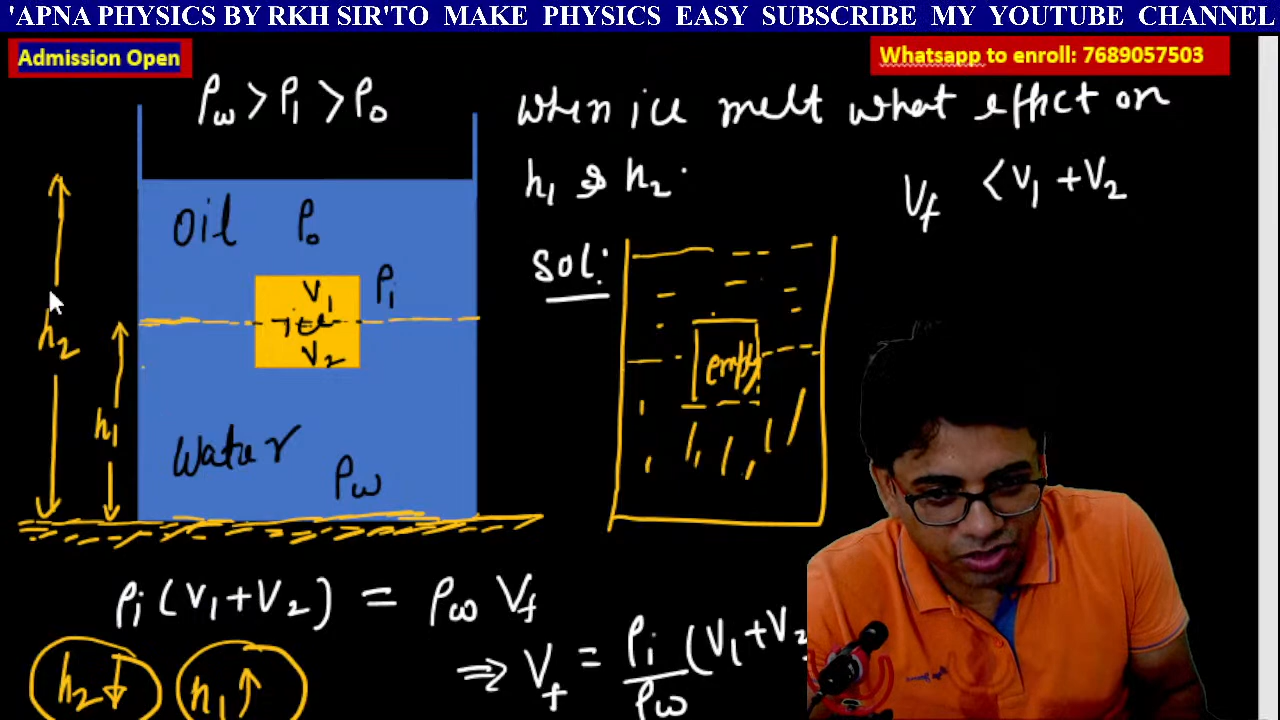 'APNA PHYSICS BY RKH SIR'TO MAKE PHYSICS EASY SUBSCRIBE MY YOUTUBE CHANNEL
Admission Open
Whatsapp to enroll: 7689057503
ρw > ρi > ρo
When ice melt what effect on
h1 & h2.
Vf < V1 + V2
Sol:
Oil ρo
V1
ice
V2
ρi
h2
h1
Water
ρw
empty
ρi (V1 + V2) = ρw Vf
⇒ Vf = ρi/ρw (V1 + V2
h2 ↓
h1 ↑